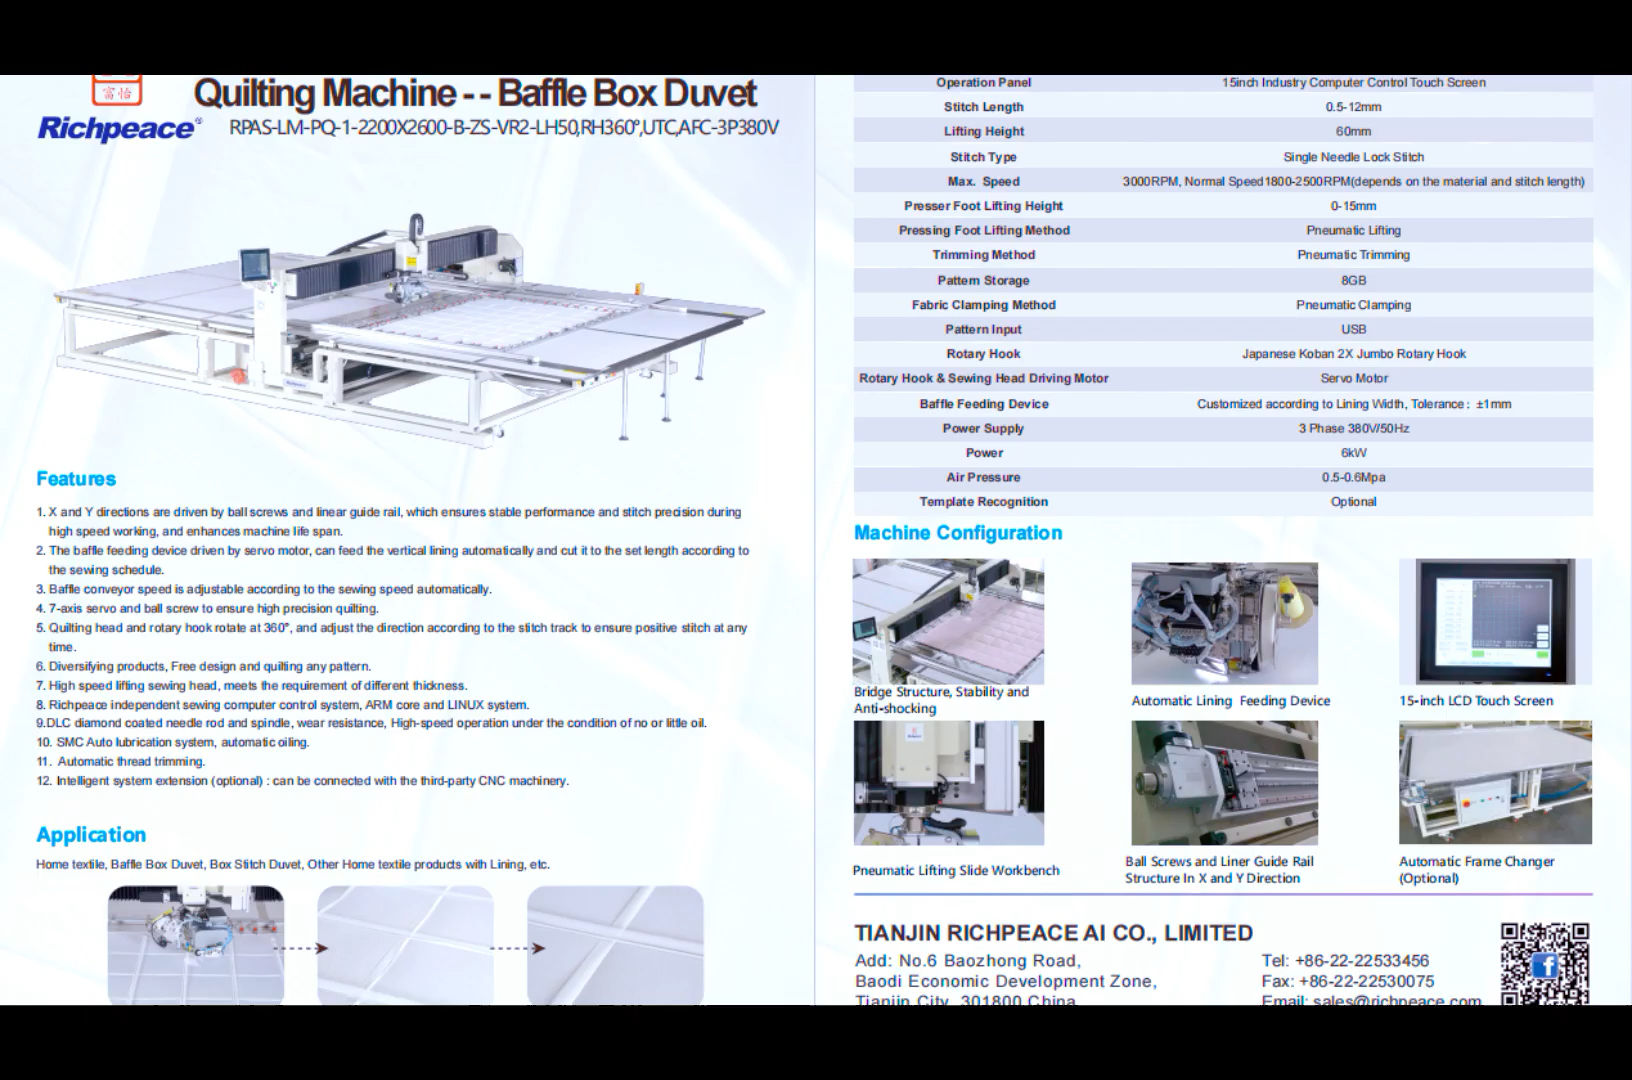 富怡
Richpeace®
Quilting Machine - - Baffle Box Duvet
RPAS-LM-PQ-1-2200X2600-B-ZS-VR2-LH50,RH360°,UTC,AFC-3P380V
Features
1. X and Y directions are driven by ball screws and linear guide rail, which ensures stable performance and stitch precision during
high speed working, and enhances machine life span.
2. The baffle feeding device driven by servo motor, can feed the vertical lining automatically and cut it to the set length according to
the sewing schedule.
3. Baffle conveyor speed is adjustable according to the sewing speed automatically.
4. 7-axis servo and ball screw to ensure high precision quilting.
5. Quilting head and rotary hook rotate at 360°, and adjust the direction according to the stitch track to ensure positive stitch at any
time.
6. Diversifying products, Free design and quilting any pattern.
7. High speed lifting sewing head, meets the requirement of different thickness.
8. Richpeace independent sewing computer control system, ARM core and LINUX system.
9.DLC diamond coated needle rod and spindle, wear resistance, High-speed operation under the condition of no or little oil.
10. SMC Auto lubrication system, automatic oiling.
11. Automatic thread trimming.
12. Intelligent system extension (optional) : can be connected with the third-party CNC machinery.
Application
Home textile, Baffle Box Duvet, Box Stitch Duvet, Other Home textile products with Lining, etc.
Operation Panel 15inch Industry Computer Control Touch Screen
Stitch Length 0.5-12mm
Lifting Height 60mm
Stitch Type Single Needle Lock Stitch
Max. Speed 3000RPM, Normal Speed1800-2500RPM(depends on the material and stitch length)
Presser Foot Lifting Height 0-15mm
Pressing Foot Lifting Method Pneumatic Lifting
Trimming Method Pneumatic Trimming
Pattern Storage 8GB
Fabric Clamping Method Pneumatic Clamping
Pattern Input USB
Rotary Hook Japanese Koban 2X Jumbo Rotary Hook
Rotary Hook & Sewing Head Driving Motor Servo Motor
Baffle Feeding Device Customized according to Lining Width, Tolerance : ±1mm
Power Supply 3 Phase 380V/50Hz
Power 6kW
Air Pressure 0.5-0.6Mpa
Template Recognition Optional
Machine Configuration
Bridge Structure, Stability and
Anti-shocking
Automatic Lining Feeding Device
15-inch LCD Touch Screen
Pneumatic Lifting Slide Workbench
Ball Screws and Liner Guide Rail
Structure In X and Y Direction
Automatic Frame Changer
(Optional)
TIANJIN RICHPEACE AI CO., LIMITED
Add: No.6 Baozhong Road,
Baodi Economic Development Zone,
Tianjin City, 301800 China
Tel: +86-22-22533456
Fax: +86-22-22530075
Email: sales@richpeace.com